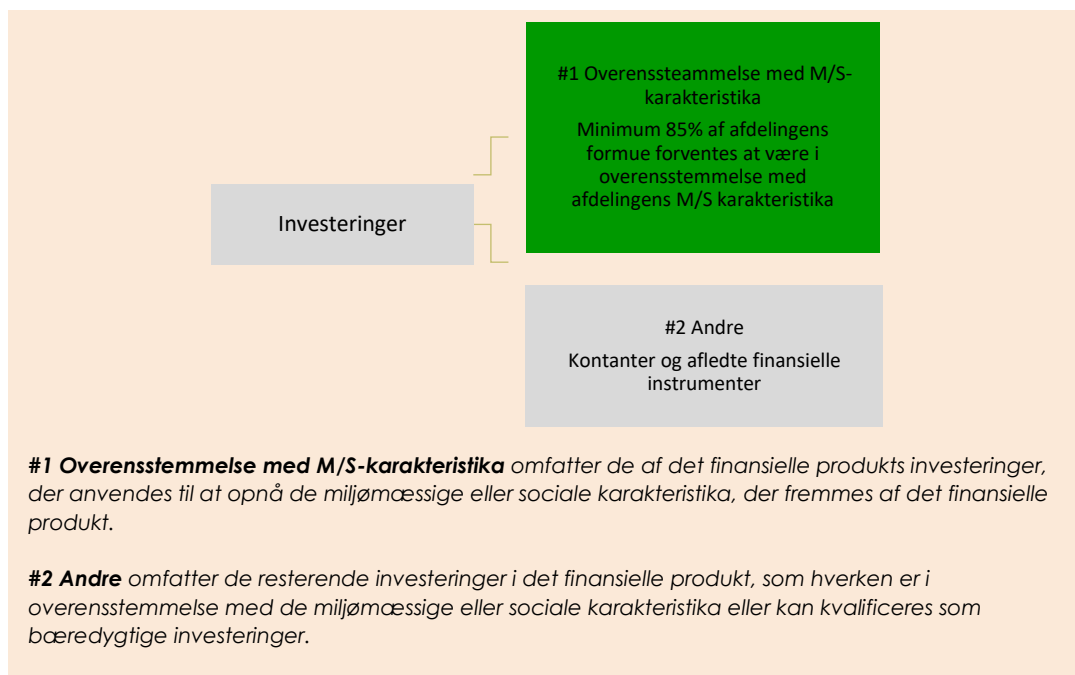 #1 Overenssteammelse med M/S-
karakteristika
Minimum 85% af afdelingens
formue forventes at være i
overensstemmelse med
afdelingens M/S karakteristika
Investeringer
#2 Andre
Kontanter og afledte finansielle
instrumenter
#1 Overensstemmelse med M/S-karakteristika omfatter de af det finansielle produkts investeringer,
der anvendes til at opnå de miljømæssige eller sociale karakteristika, der fremmes af det finansielle
produkt.
#2 Andre omfatter de resterende investeringer i det finansielle produkt, som hverken er i
overensstemmelse med de miljømæssige eller sociale karakteristika eller kan kvalificeres som
bæredygtige investeringer.